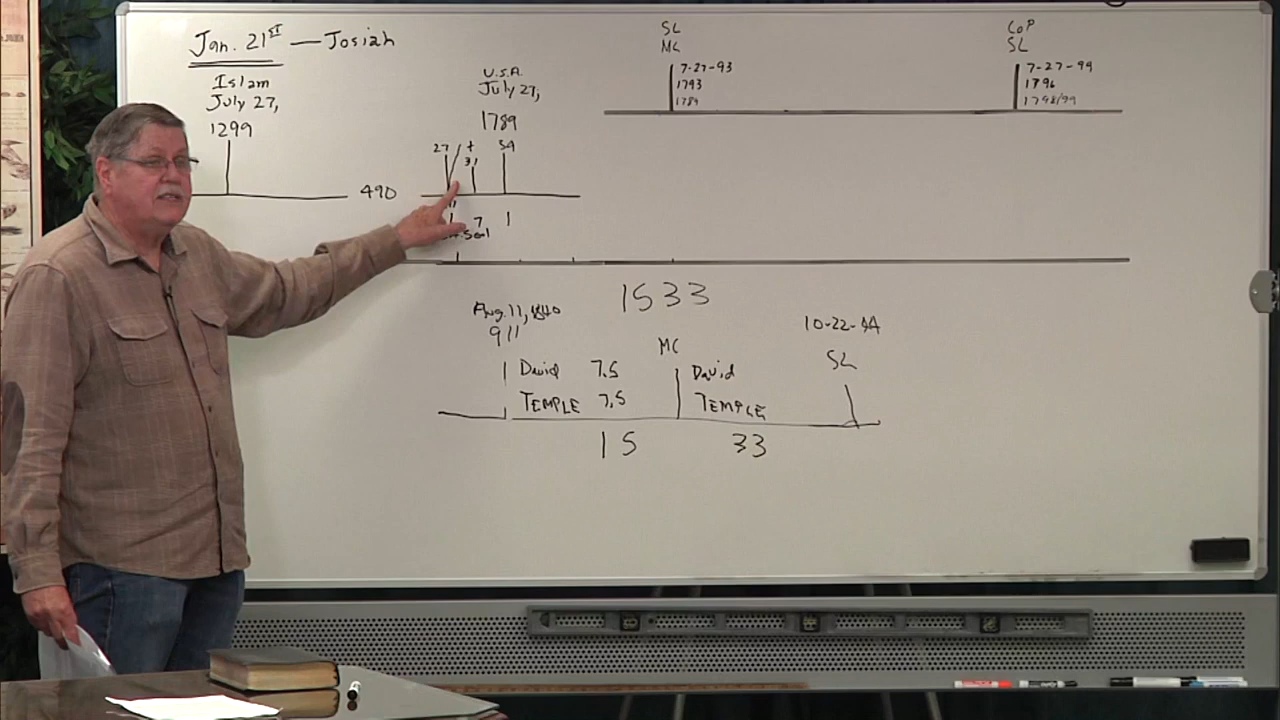 Jan. 21ST — Josiah
Islam
July 27,
1299
490
U.S.A.
July 27,
1789
27 + 59
31
7 1
Seal
SL
MC
7-27-93
1793
1789
CoP
SL
7-27-99
1796
1798/99
1533
Aug. 11, 1840
911
MC
10-22-44
SL
David 7.5 David
TEMPLE 7.5 TEMPLE
15 33